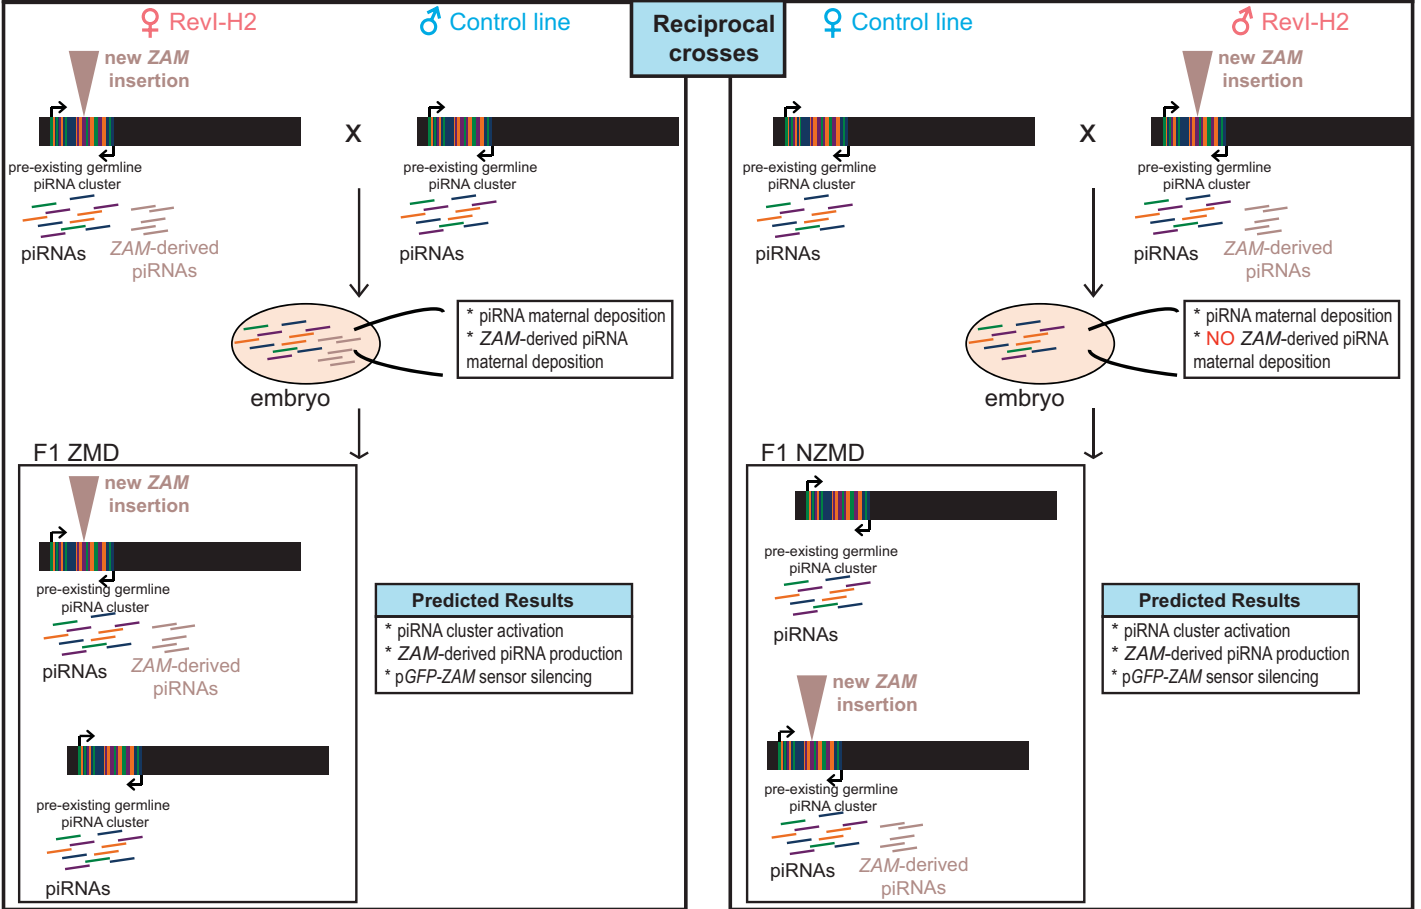 ♀ RevI-H2
♂ Control line
Reciprocal
crosses
♀ Control line
♂ RevI-H2
new ZAM
insertion
x
pre-existing germline
piRNA cluster
piRNAs
ZAM-derived
piRNAs
pre-existing germline
piRNA cluster
piRNAs
* piRNA maternal deposition
* ZAM-derived piRNA
maternal deposition
embryo
F1 ZMD
new ZAM
insertion
pre-existing germline
piRNA cluster
piRNAs
ZAM-derived
piRNAs
pre-existing germline
piRNA cluster
piRNAs
Predicted Results
* piRNA cluster activation
* ZAM-derived piRNA production
* pGFP-ZAM sensor silencing
new ZAM
insertion
x
pre-existing germline
piRNA cluster
piRNAs
pre-existing germline
piRNA cluster
piRNAs
ZAM-derived
piRNAs
* piRNA maternal deposition
* NO ZAM-derived piRNA
maternal deposition
embryo
F1 NZMD
pre-existing germline
piRNA cluster
piRNAs
new ZAM
insertion
pre-existing germline
piRNA cluster
piRNAs
ZAM-derived
piRNAs
Predicted Results
* piRNA cluster activation
* ZAM-derived piRNA production
* pGFP-ZAM sensor silencing